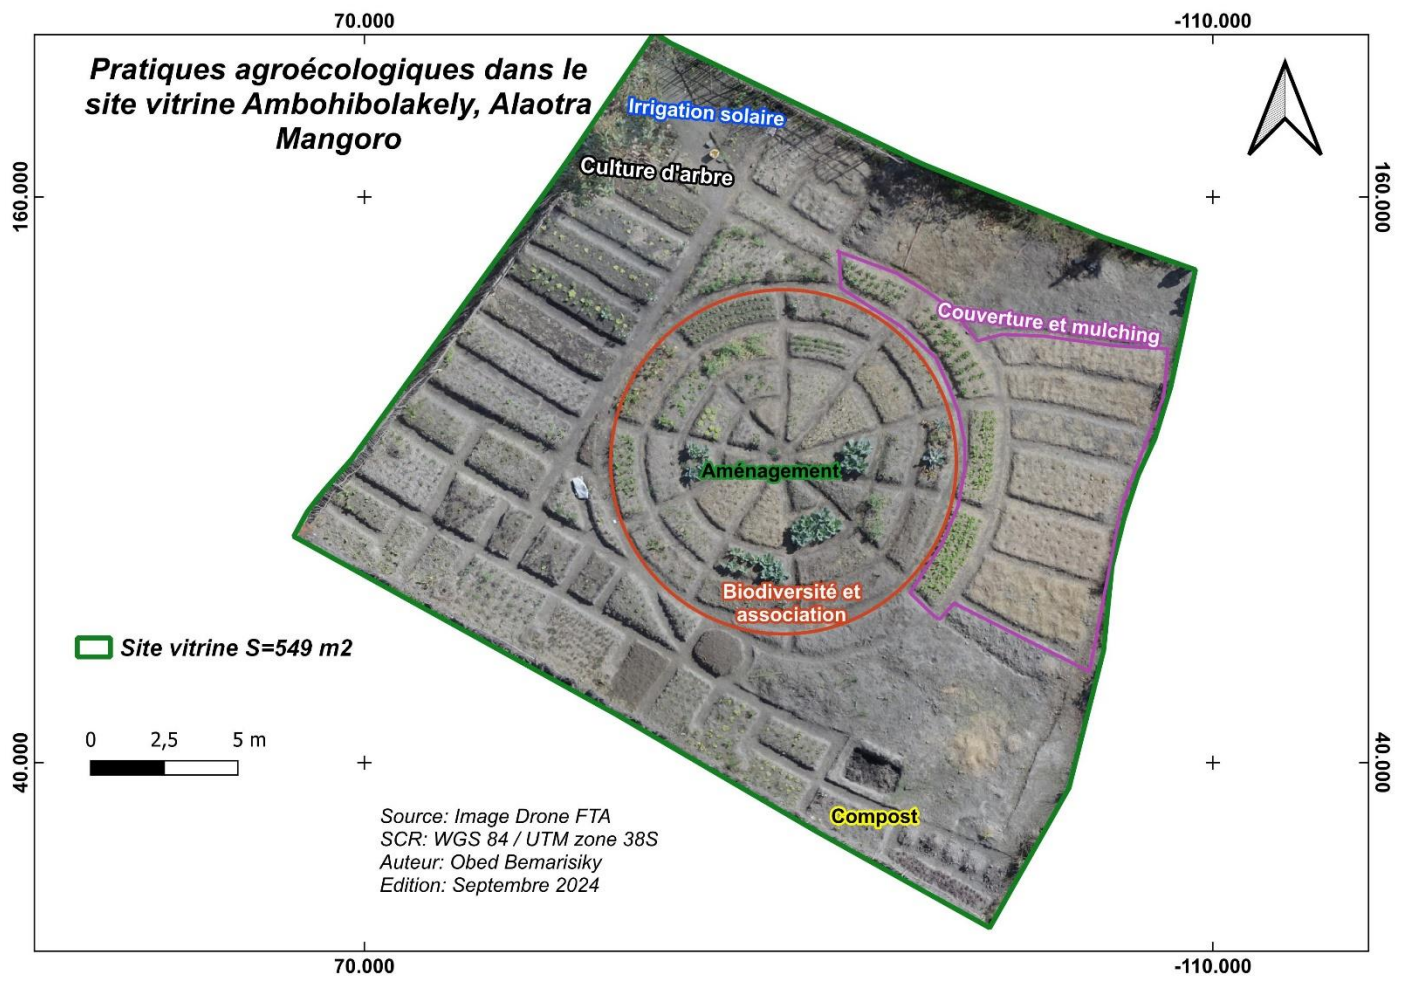 70.000
-110.000
Pratiques agroécologiques dans le
site vitrine Ambohibolakely, Alaotra
Mangoro
Irrigation solaire
Culture d'arbre
160.000
160.000
Couverture et mulching
Aménagement
Biodiversité et
association
Site vitrine S=549 m2
0 2,5 5 m
40.000
40.000
Compost
Source: Image Drone FTA
SCR: WGS 84 / UTM zone 38S
Auteur: Obed Bemarisiky
Edition: Septembre 2024
70.000
-110.000